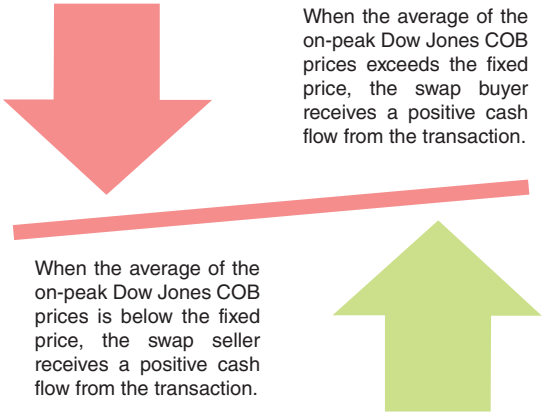 When the average of the
on-peak Dow Jones COB
prices exceeds the fixed
price, the swap buyer
receives a positive cash
flow from the transaction.
When the average of the
on-peak Dow Jones COB
prices is below the fixed
price, the swap seller
receives a positive cash
flow from the transaction.